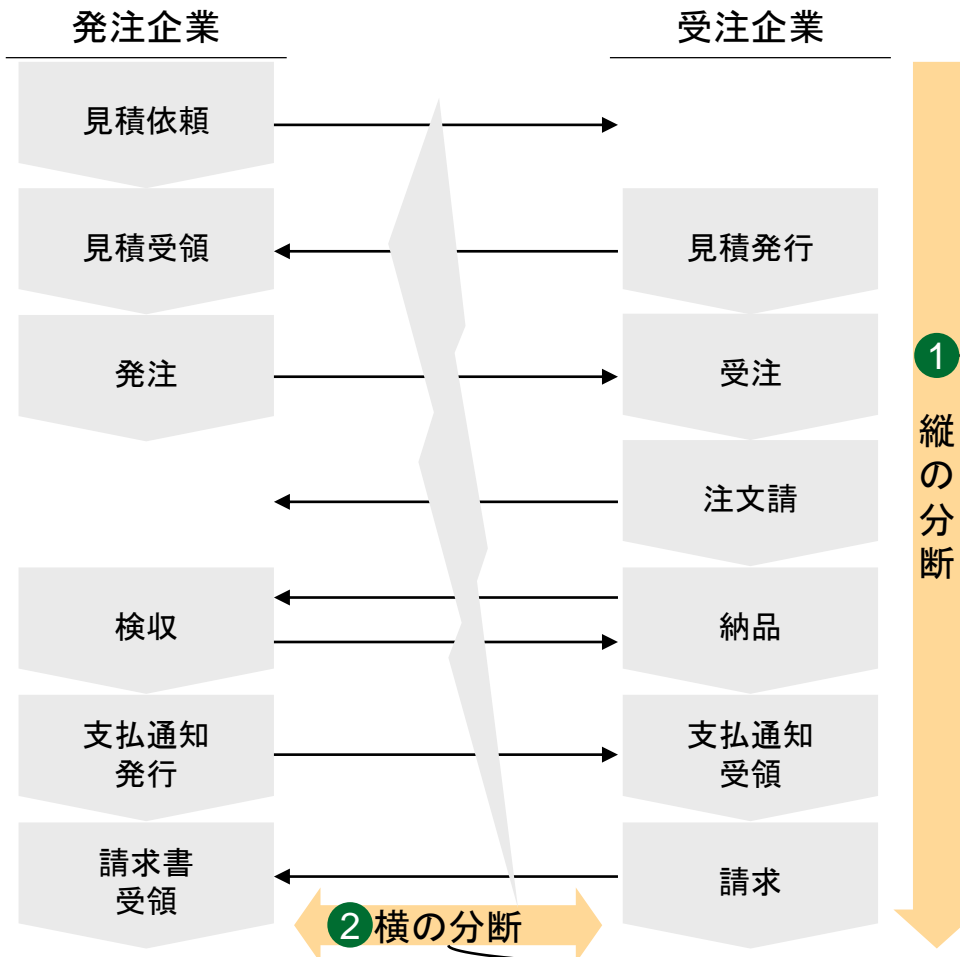 発注企業
受注企業
見積依頼
見積受領
見積発行
発注
受注
注文請
検収
納品
支払通知
発行
支払通知
受領
請求書
受領
請求
1
縦の分断
2 横の分断